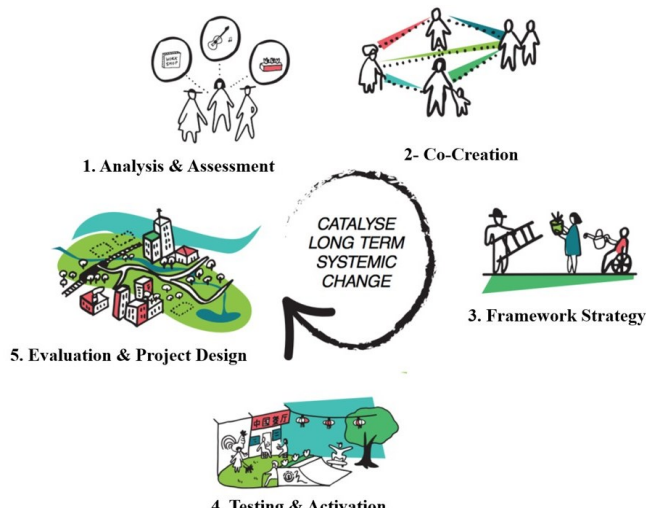 1. Analysis & Assessment
2- Co-Creation
CATALYSE
LONG TERM
SYSTEMIC
CHANGE
3. Framework Strategy
5. Evaluation & Project Design
4. Testing & Activation